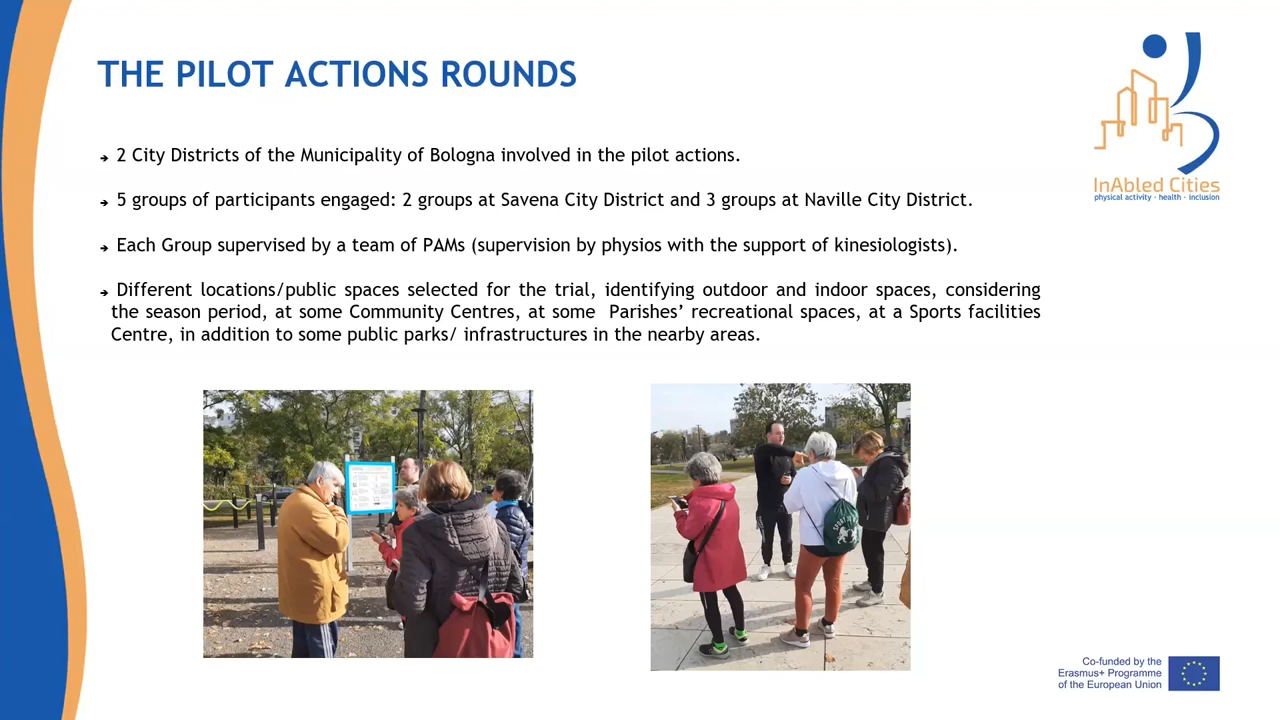 THE PILOT ACTIONS ROUNDS
➔ 2 City Districts of the Municipality of Bologna involved in the pilot actions.
➔ 5 groups of participants engaged: 2 groups at Savena City District and 3 groups at Naville City District.
➔ Each Group supervised by a team of PAMs (supervision by physios with the support of kinesiologists).
➔ Different locations/public spaces selected for the trial, identifying outdoor and indoor spaces, considering
the season period, at some Community Centres, at some Parishes’ recreational spaces, at a Sports facilities
Centre, in addition to some public parks/ infrastructures in the nearby areas.
InAbled Cities
physical activity - health - inclusion
SPORT
Co-funded by the
Erasmus+ Programme
of the European Union